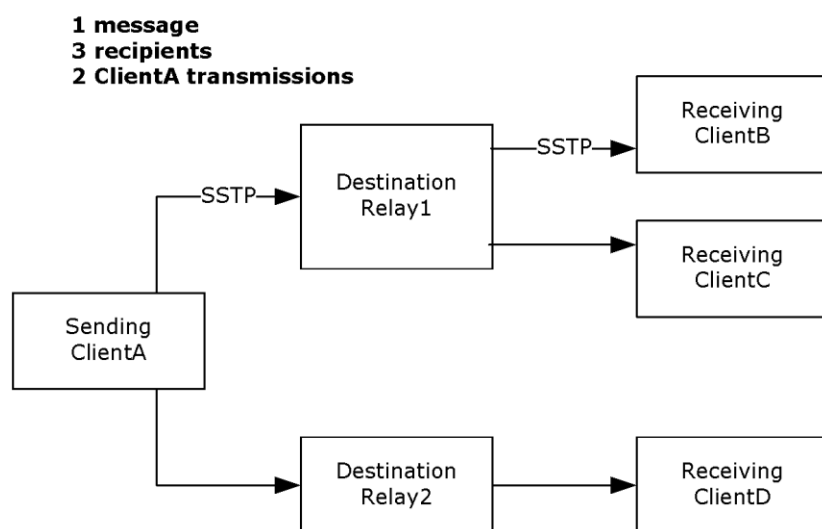 1 message
3 recipients
2 ClientA transmissions
Receiving
ClientB
SSTP
Destination
Relay1
SSTP
Receiving
ClientC
Sending
ClientA
Destination
Relay2
Receiving
ClientD